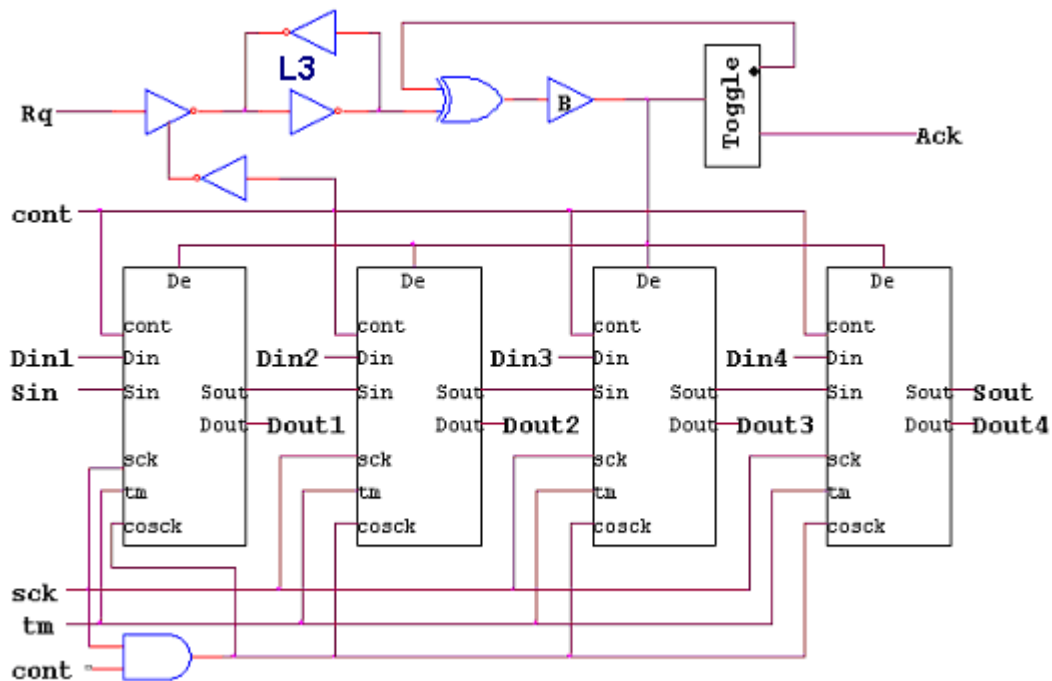 L3
Rq
B
Toggle
Ack
cont
De De De De
cont cont cont cont
Din1 Din Din2 Din Din3 Din Din4 Din
Sin Sin Sout Sin Sout Sin Sout Sin Sout Sout
Dout Dout1 Dout Dout2 Dout Dout3 Dout Dout4
sck sck sck sck
tm tm tm tm
cosck cosck cosck cosck
sck
tm
cont